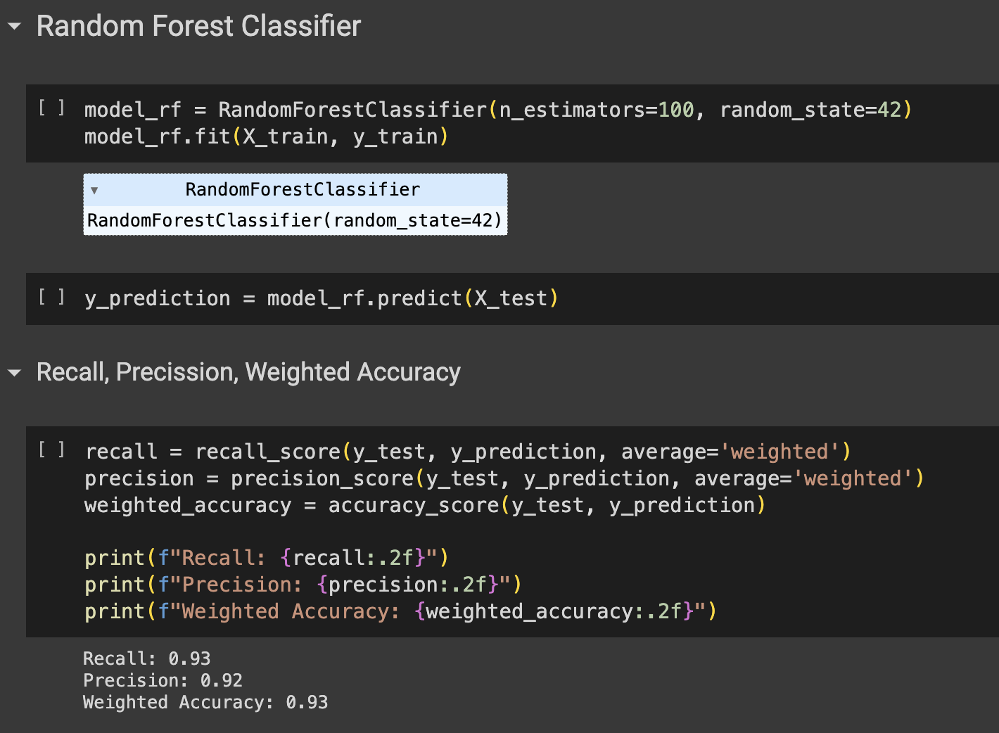 Random Forest Classifier
[ ] model_rf = RandomForestClassifier(n_estimators=100, random_state=42)
model_rf.fit(X_train, y_train)
RandomForestClassifier
RandomForestClassifier(random_state=42)
[ ] y_prediction = model_rf.predict(X_test)
Recall, Precission, Weighted Accuracy
[ ] recall = recall_score(y_test, y_prediction, average='weighted')
precision = precision_score(y_test, y_prediction, average='weighted')
weighted_accuracy = accuracy_score(y_test, y_prediction)
print(f"Recall: {recall:.2f}")
print(f"Precision: {precision:.2f}")
print(f"Weighted Accuracy: {weighted_accuracy:.2f}")
Recall: 0.93
Precision: 0.92
Weighted Accuracy: 0.93